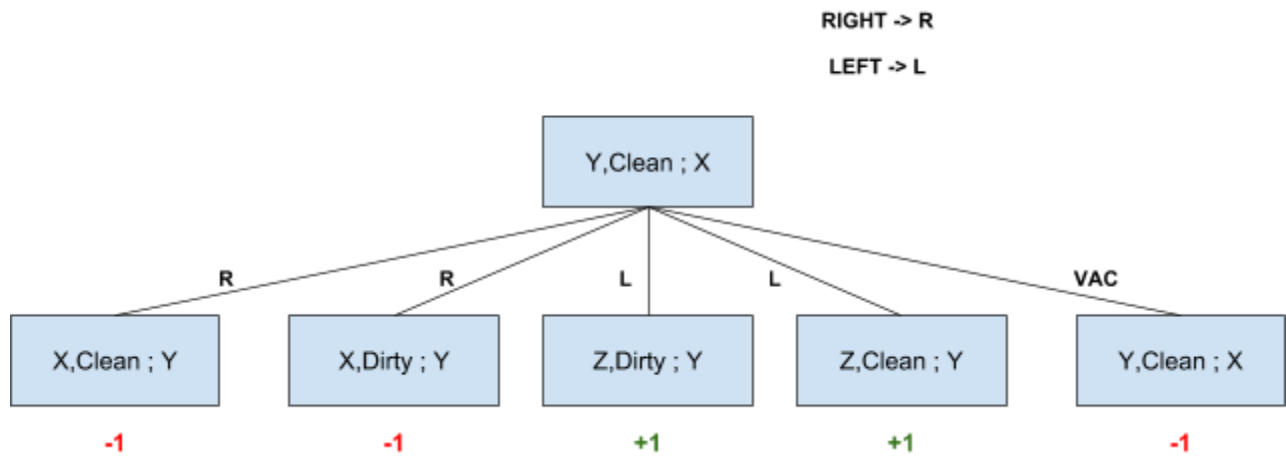 RIGHT -> R
LEFT -> L
Y,Clean ; X
R
R
L
L
VAC
X,Clean ; Y
X,Dirty ; Y
Z,Dirty ; Y
Z,Clean ; Y
Y,Clean ; X
-1
-1
+1
+1
-1